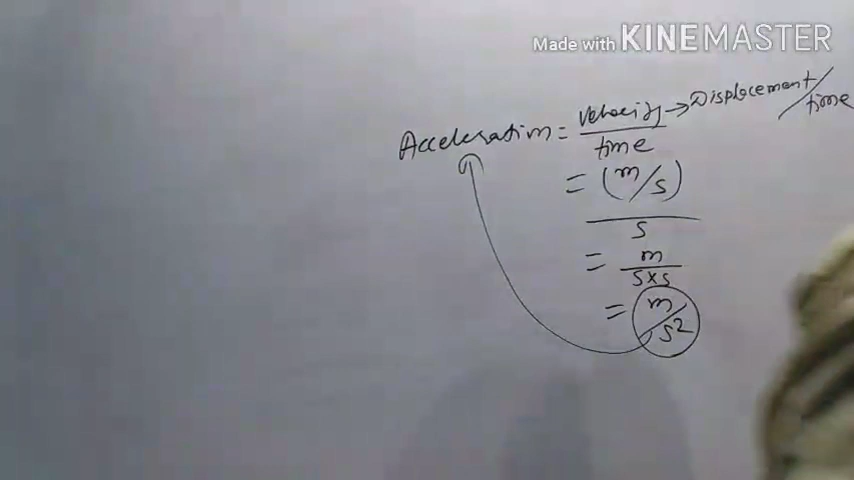 Made with KINEMASTER
Acceleration = velocity/time → Displacement/time
= (m/s)
s
= m/s×s
= m/s²